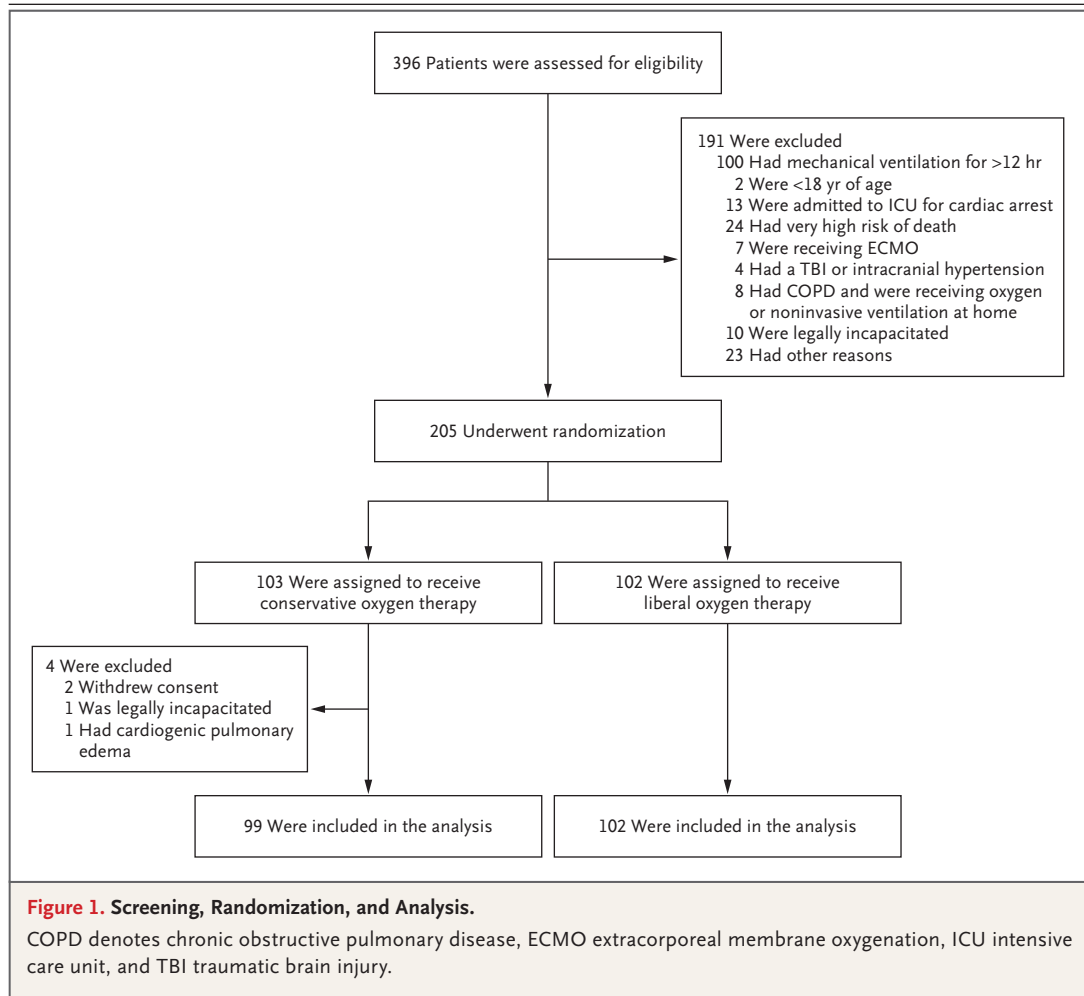 396 Patients were assessed for eligibility
191 Were excluded
100 Had mechanical ventilation for >12 hr
2 Were <18 yr of age
13 Were admitted to ICU for cardiac arrest
24 Had very high risk of death
7 Were receiving ECMO
4 Had a TBI or intracranial hypertension
8 Had COPD and were receiving oxygen
or noninvasive ventilation at home
10 Were legally incapacitated
23 Had other reasons
205 Underwent randomization
103 Were assigned to receive
conservative oxygen therapy
102 Were assigned to receive
liberal oxygen therapy
4 Were excluded
2 Withdrew consent
1 Was legally incapacitated
1 Had cardiogenic pulmonary
edema
99 Were included in the analysis
102 Were included in the analysis
Figure 1. Screening, Randomization, and Analysis.
COPD denotes chronic obstructive pulmonary disease, ECMO extracorporeal membrane oxygenation, ICU intensive
care unit, and TBI traumatic brain injury.